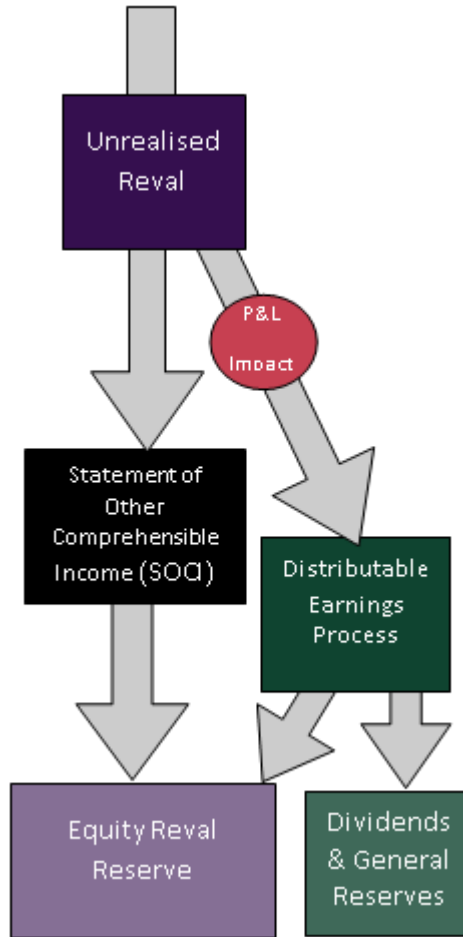 Unrealised
Reval
P&L
Impact
Statement of
Other
Comprehensible
Income (SOCI)
Distributable
Earnings
Process
Equity Reval
Reserve
Dividends
& General
Reserves